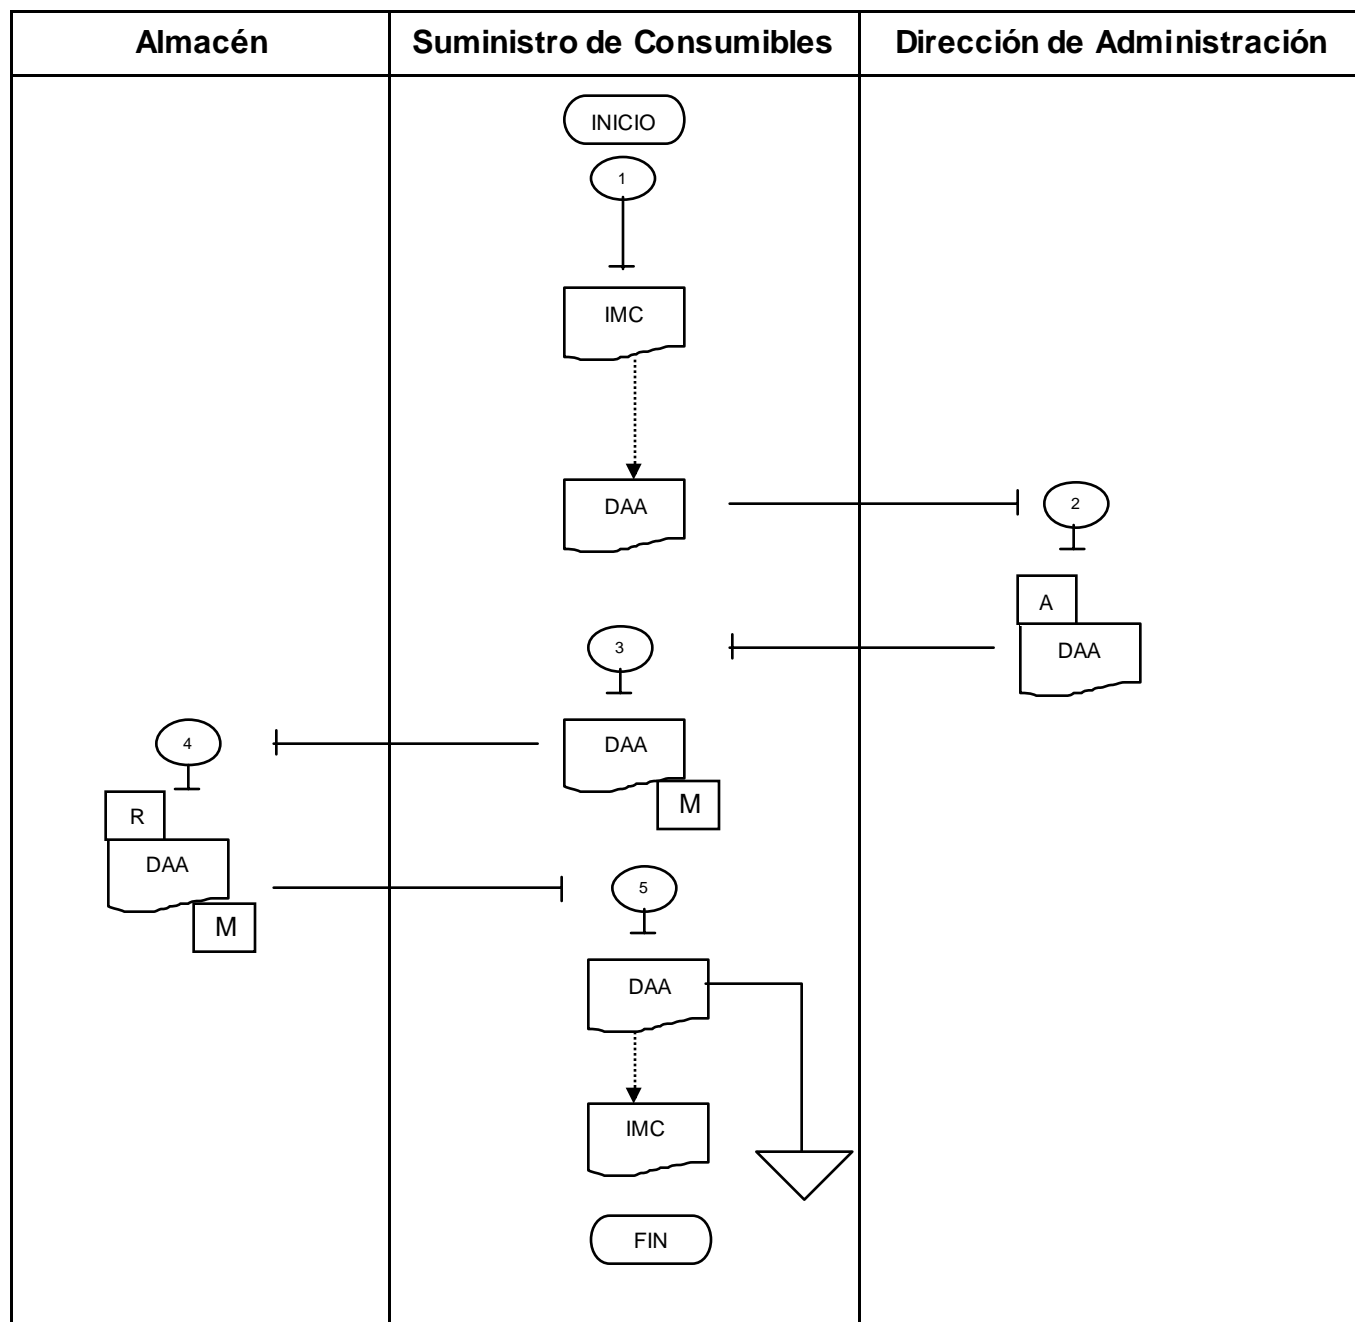 Almacén
Suministro de Consumibles
Dirección de Administración
INICIO
1
IMC
DAA
2
A
DAA
3
DAA
M
4
R
DAA
M
5
DAA
IMC
FIN